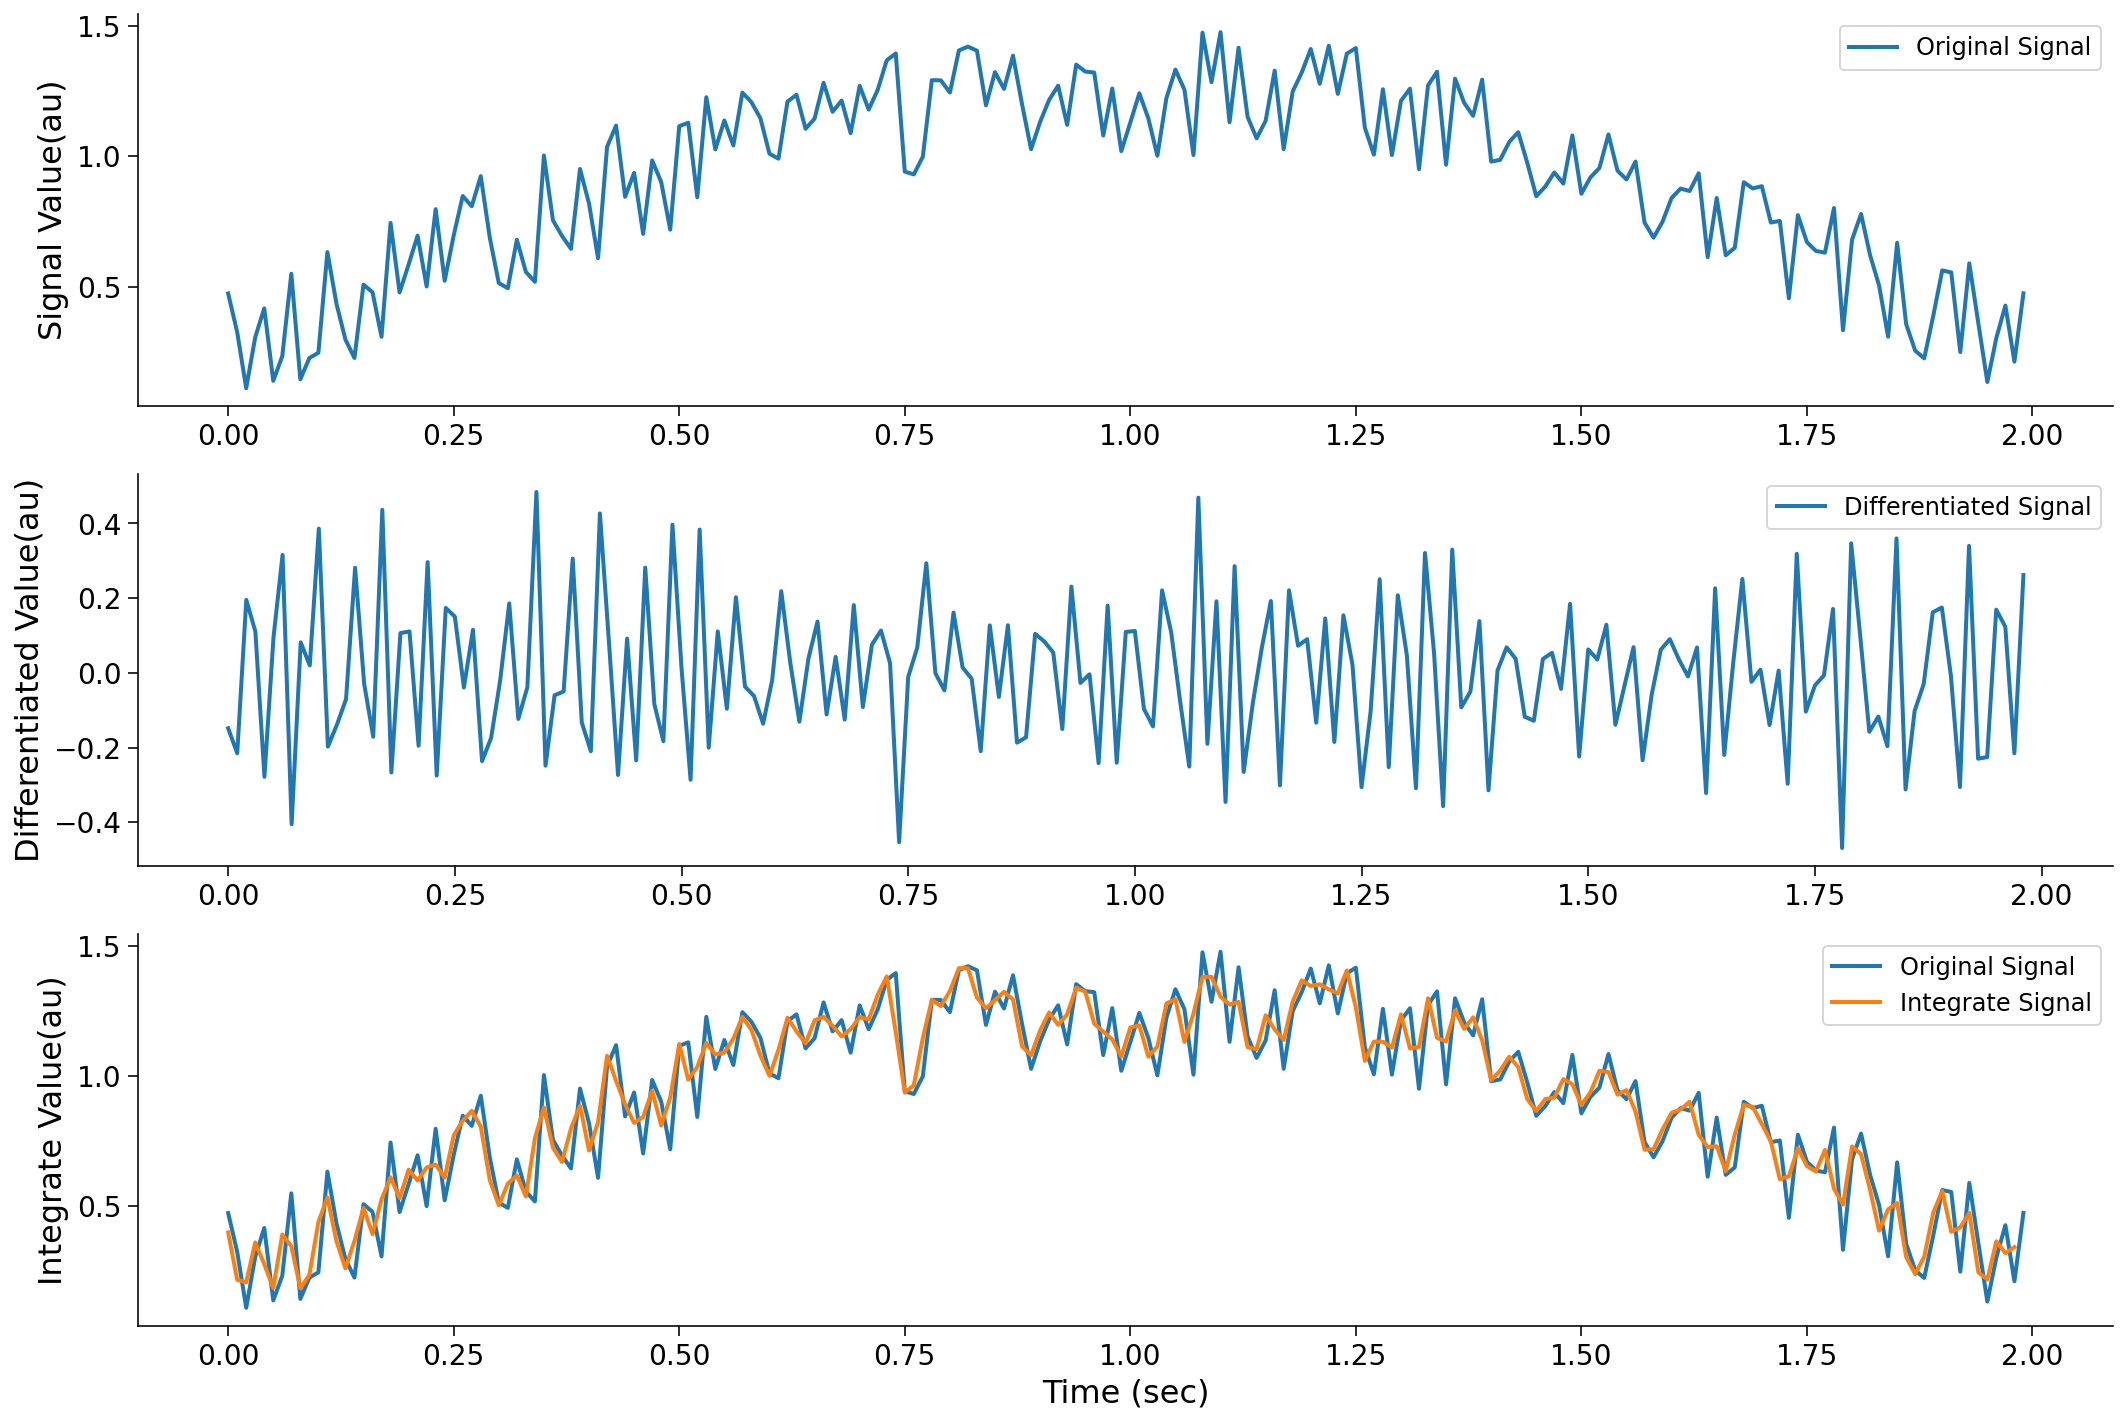 Signal Value(au)
1.5
1.0
0.5
Original Signal
0.00 0.25 0.50 0.75 1.00 1.25 1.50 1.75 2.00
Differentiated Value(au)
0.4
0.2
0.0
−0.2
−0.4
Differentiated Signal
0.00 0.25 0.50 0.75 1.00 1.25 1.50 1.75 2.00
Integrate Value(au)
1.5
1.0
0.5
Original Signal
Integrate Signal
0.00 0.25 0.50 0.75 1.00 1.25 1.50 1.75 2.00
Time (sec)